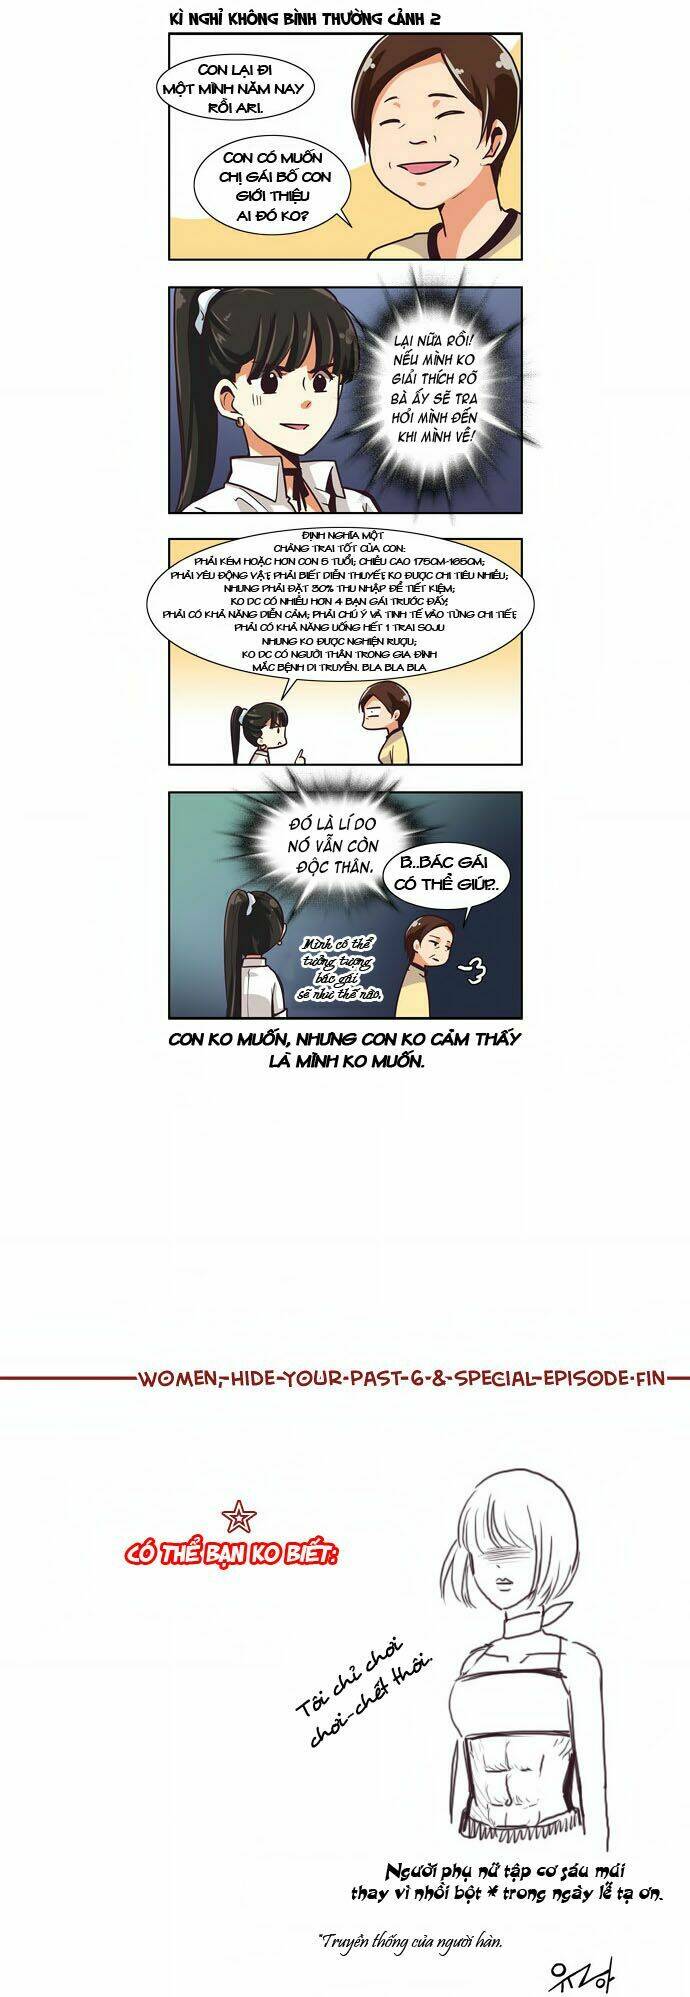 KÌ NGHỈ KHÔNG BÌNH THƯỜNG CẢNH 2
CON LẠI ĐI
MỘT MÌNH NĂM NAY
RỒI ARI.
CON CÓ MUỐN
CHỊ GÁI BỐ CON
GIỚI THIỆU
AI ĐÓ KO?
LẠI NỮA RỒI!
NẾU MÌNH KO
GIẢI THÍCH RÕ
BÀ ẤY SẼ TRA
HỎI MÌNH ĐẾN
KHI MÌNH VỀ!
ĐỊNH NGHĨA MỘT
CHÀNG TRAI TỐT CỦA CON:
PHẢI KÉM HOẶC HƠN CON 5 TUỔI; CHIỀU CAO 175CM-185CM;
PHẢI YÊU ĐỘNG VẬT; PHẢI BIẾT DIỄN THUYẾT; KO ĐƯỢC CHI TIÊU NHIỀU;
NHƯNG PHẢI ĐẶT 30% THU NHẬP ĐỂ TIẾT KIỆM;
KO DC CÓ NHIỀU HƠN 4 BẠN GÁI TRƯỚC ĐẤY;
PHẢI CÓ KHẢ NĂNG DIỄN CẢM; PHẢI CHÚ Ý VÀ TINH TẾ VÀO TỪNG CHI TIẾT;
PHẢI CÓ KHẢ NĂNG UỐNG HẾT 1 TRAI SOJU
NHƯNG KO ĐƯỢC NGHIỆN RƯỢU;
KO DC CÓ NGƯỜI THÂN TRONG GIA ĐÌNH
MẮC BỆNH DI TRUYỀN. BLA BLA BLA
ĐÓ LÀ LÍ DO
NÓ VẪN CÒN
ĐỘC THÂN.
B..BÁC GÁI
CÓ THỂ GIÚP..
Mình có thể
tưởng tượng
bác gái
sẽ như thế nào.
CON KO MUỐN, NHƯNG CON KO CẢM THẤY
LÀ MÌNH KO MUỐN.
WOMEN, HIDE YOUR PAST 6 & SPECIAL EPISODE FIN
CÓ THỂ BẠN KO BIẾT:
Tôi chỉ chơi
chơi-chết thôi.
Người phụ nữ tập cơ sáu múi
thay vì nhồi bột * trong ngày lễ tạ ơn.
*Truyền thống của người hàn.